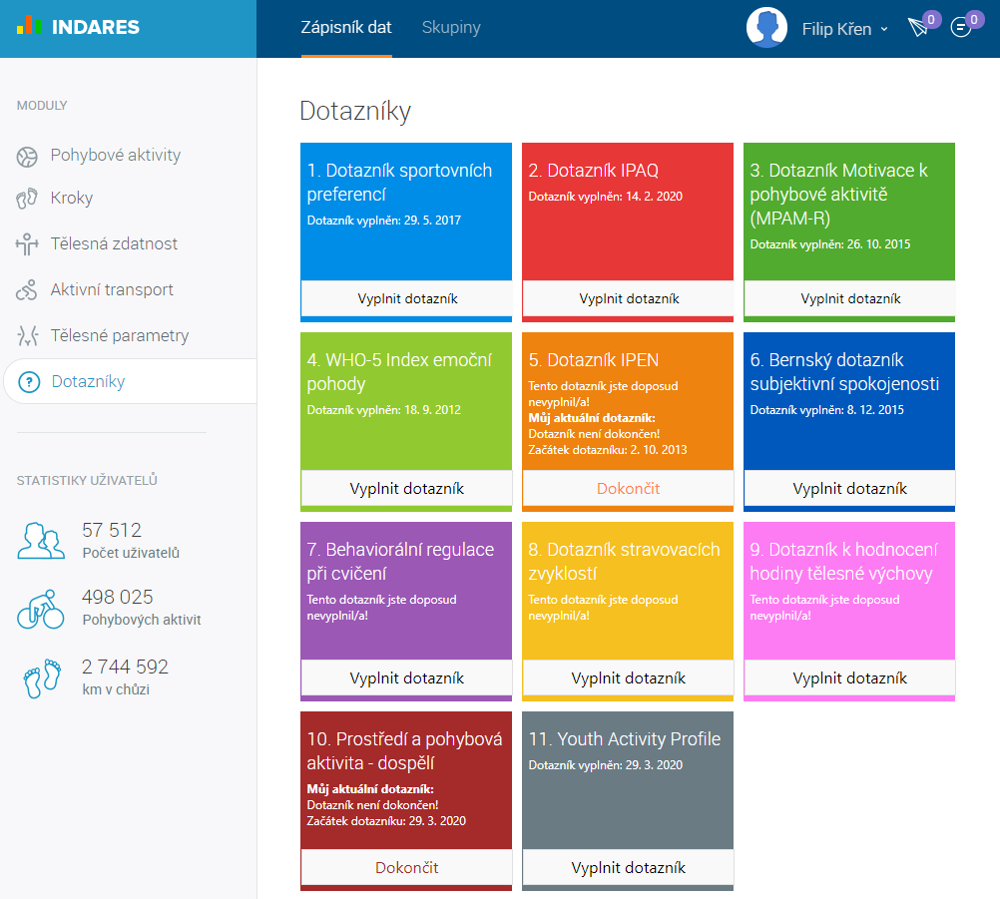 INDARES
Zápisník dat
Skupiny
Filip Křen
0
0
MODULY
Pohybové aktivity
Kroky
Tělesná zdatnost
Aktivní transport
Tělesné parametry
Dotazníky
STATISTIKY UŽIVATELŮ
57 512
Počet uživatelů
498 025
Pohybových aktivit
2 744 592
km v chůzi
Dotazníky
1. Dotazník sportovních
preferencí
Dotazník vyplněn: 29. 5. 2017
Vyplnit dotazník
2. Dotazník IPAQ
Dotazník vyplněn: 14. 2. 2020
Vyplnit dotazník
3. Dotazník Motivace k
pohybové aktivitě
(MPAM-R)
Dotazník vyplněn: 26. 10. 2015
Vyplnit dotazník
4. WHO-5 Index emoční
pohody
Dotazník vyplněn: 18. 9. 2012
Vyplnit dotazník
5. Dotazník IPEN
Tento dotazník jste doposud
nevyplnil/a!
Můj aktuální dotazník:
Dotazník není dokončen!
Začátek dotazníku: 2. 10. 2013
Dokončit
6. Bernský dotazník
subjektivní spokojenosti
Dotazník vyplněn: 8. 12. 2015
Vyplnit dotazník
7. Behaviorální regulace
při cvičení
Tento dotazník jste doposud
nevyplnil/a!
Vyplnit dotazník
8. Dotazník stravovacích
zvyklostí
Tento dotazník jste doposud
nevyplnil/a!
Vyplnit dotazník
9. Dotazník k hodnocení
hodiny tělesné výchovy
Tento dotazník jste doposud
nevyplnil/a!
Vyplnit dotazník
10. Prostředí a pohybová
aktivita - dospělí
Můj aktuální dotazník:
Dotazník není dokončen!
Začátek dotazníku: 29. 3. 2020
Dokončit
11. Youth Activity Profile
Dotazník vyplněn: 29. 3. 2020
Vyplnit dotazník